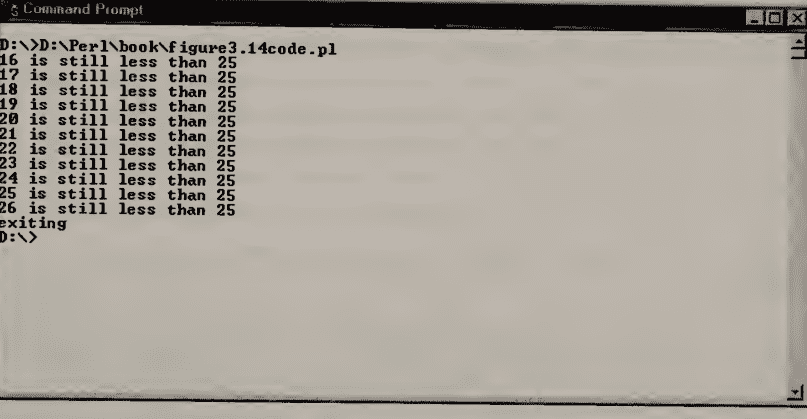 Command Prompt
D:\>D:\Perl\book\figure3.14code.pl
16 is still less than 25
17 is still less than 25
18 is still less than 25
19 is still less than 25
20 is still less than 25
21 is still less than 25
22 is still less than 25
23 is still less than 25
24 is still less than 25
25 is still less than 25
26 is still less than 25
exiting
D:\>